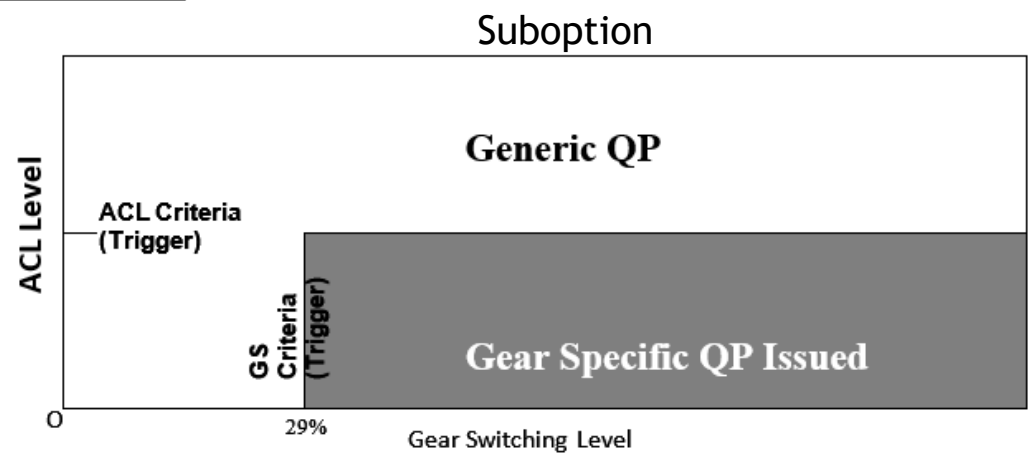 Suboption
Generic QP
ACL Level
ACL Criteria
(Trigger)
GS
Criteria
(Trigger)
Gear Specific QP Issued
O
29%
Gear Switching Level